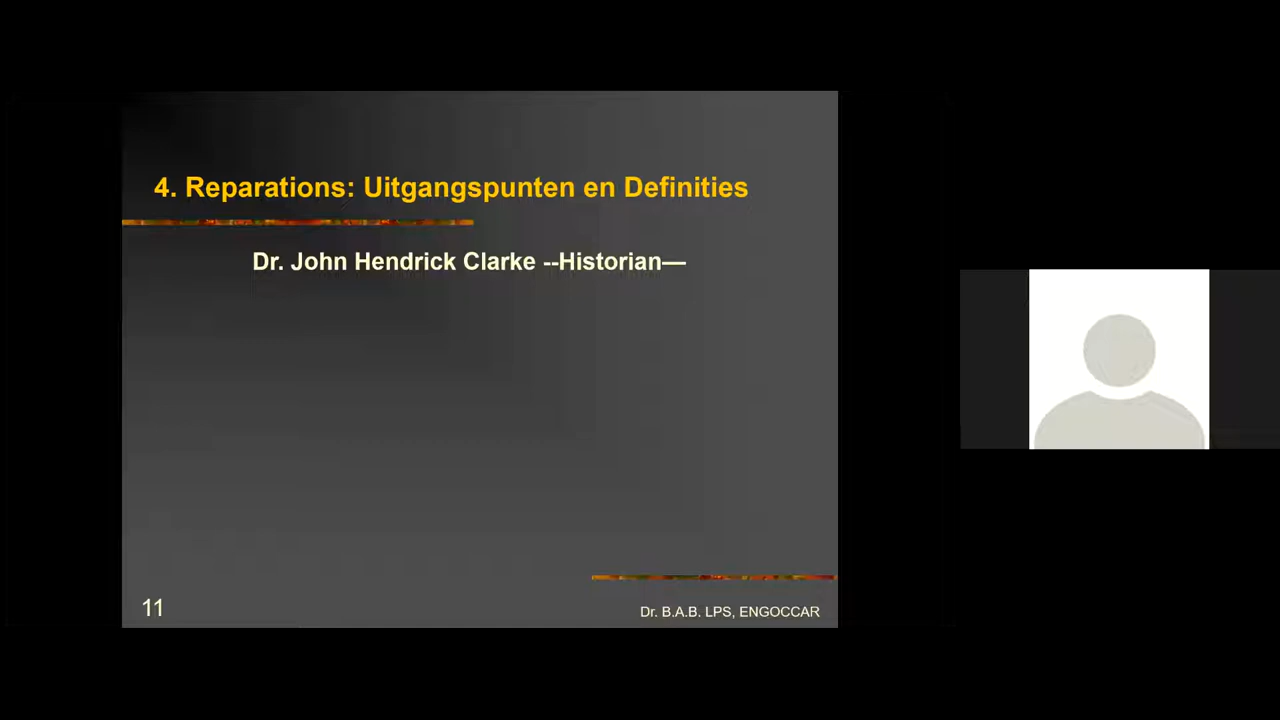 4. Reparations: Uitgangspunten en Definities
Dr. John Hendrick Clarke --Historian—
11
Dr. B.A.B. LPS, ENGOCCAR